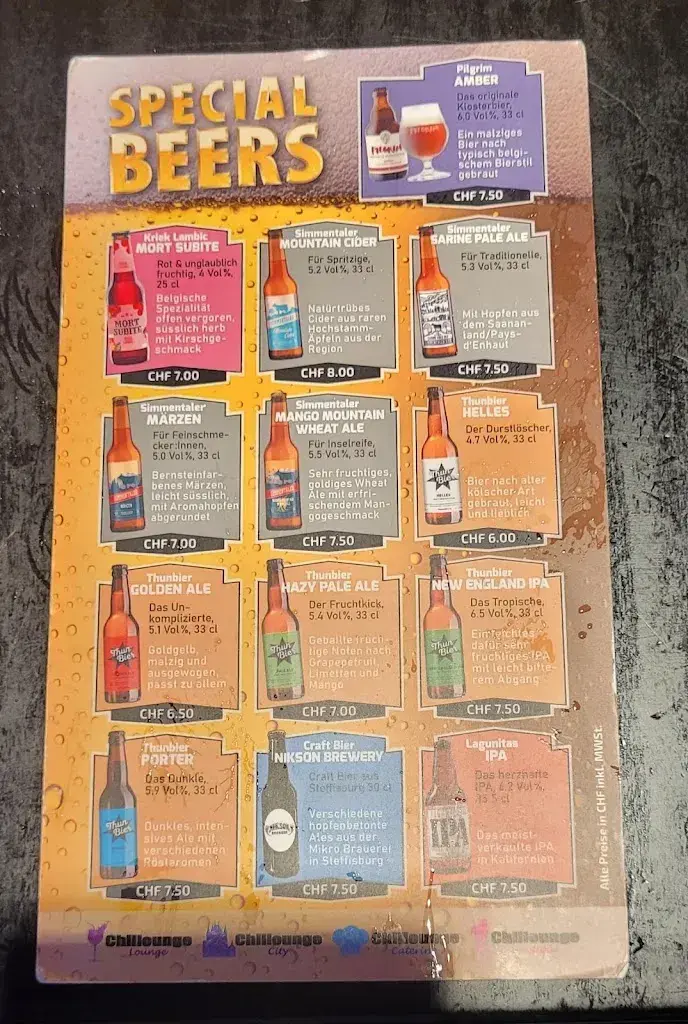 SPECIAL
BEERS
Pilgrim
AMBER
Das originale
Klosterbier,
6.0 Vol%, 33 cl
Ein malziges
Bier nach
typisch belgi-
schem Bierstil
gebraut
CHF 7.50
Kriek Lambic
MORT SUBITE
Rot & unglaublich
fruchtig, 4 Vol%,
25 cl
Belgische
Spezialität
offen vergoren,
süsslich herb
mit Kirschge-
schmack
MORT
SUBITE
CHF 7.00
Simmentaler
MOUNTAIN CIDER
Für Spritzige,
5.2 Vol%, 33 cl
Naturtrübes
Cider aus raren
Hochstamm-
Äpfeln aus der
Region
CHF 8.00
Simmentaler
SARINE PALE ALE
Für Traditionelle,
5.3 Vol%, 33 cl
Mit Hopfen aus
dem Saanan-
land/Pays-
d'Enhaut
CHF 7.50
Simmentaler
MÄRZEN
Für Feinschme-
cker:innen,
5.0 Vol%, 33 cl
Bernsteinfar-
benes Märzen,
leicht süsslich,
mit Aromahopfen
abgerundet
CHF 7.00
Simmentaler
MANGO MOUNTAIN
WHEAT ALE
Für Inselreife,
5.5 Vol%, 33 cl
Sehr fruchtiges,
goldiges Wheat
Ale mit erfri-
schendem Man-
gogeschmack
CHF 7.50
Thunbier
HELLES
Der Durstlöscher,
4.7 Vol%, 33 cl
Bier nach alter
kölscher Art
gebraut, leicht
und lieblich
Thun
Bier
CHF 6.00
Thunbier
GOLDEN ALE
Das Un-
komplizierte,
5.1 Vol%, 33 cl
Goldgelb,
malzig und
ausgewogen,
passt zu allem
Thun
Bier
CHF 6.50
Thunbier
HAZY PALE ALE
Der Fruchtkick,
5.4 Vol%, 33 cl
Geballte fruch-
tige Noten nach
Grapefruit,
Limetten und
Mango
Thun
Bier
CHF 7.00
Thunbier
NEW ENGLAND IPA
Das Tropische,
6.5 Vol%, 33 cl
dafür sehr
fruchtiges IPA
mit leicht bitte-
rem Abgang
Thun
Bier
CHF 7.50
Thunbier
PORTER
Das Dunkle,
5.9 Vol%, 33 cl
Dunkles, inten-
sives Ale mit
verschiedenen
Röstaromen
Thun
Bier
CHF 7.50
Craft Bier
NIKSON BREWERY
Craft Bier aus
Steffisburg
Verschiedene
hopfenbetonte
Ales aus der
Mikro Brauerei
in Steffisburg
CHF 7.50
Lagunitas
IPA
Das herzhafte
IPA, 6.2 Vol%,
35.5 cl
Das meist
verkaufte IPA
in Kalifornien
IPA
CHF 7.50
Alle Preise in CHF inkl. MWSt.
Chillounge
Lounge
Chillounge
City
Chillounge
Catering
Chillounge